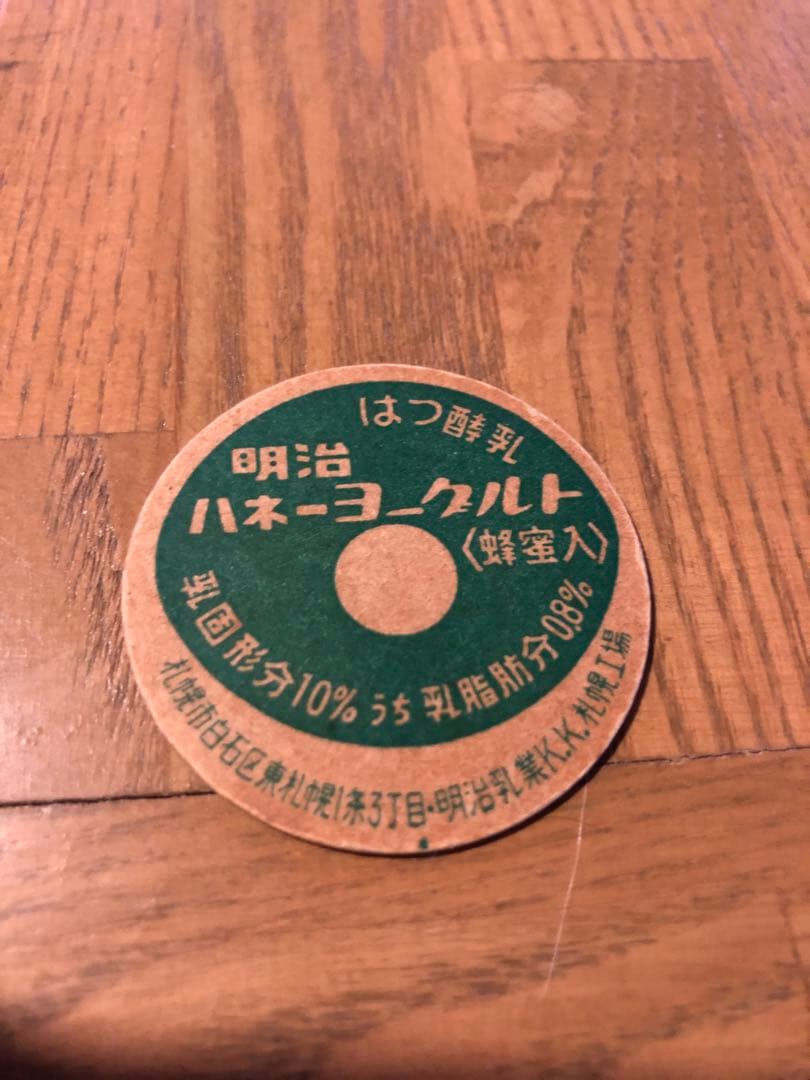 はつ酵乳
明治
ハネーヨーグルト
〈蜂蜜入〉
乳固形分10%うち乳脂肪分0.8%
札幌市白石区東札幌1条3丁目・明治乳業K.K.札幌工場